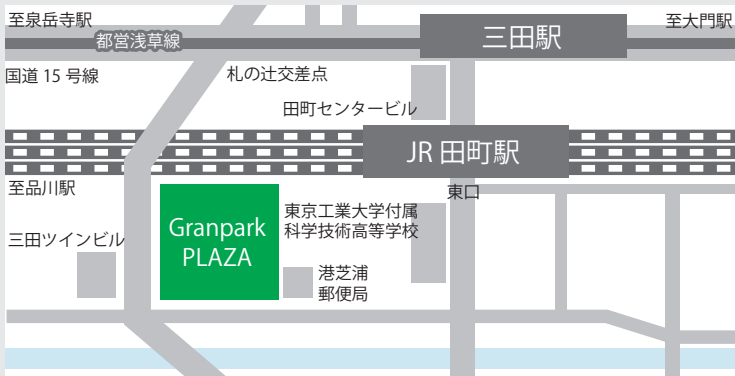 至泉岳寺駅
都営浅草線
三田駅
至大門駅
国道 15 号線
札の辻交差点
田町センタービル
JR 田町駅
至品川駅
東口
三田ツインビル
Granpark
PLAZA
東京工業大学付属
科学技術高等学校
港芝浦
郵便局